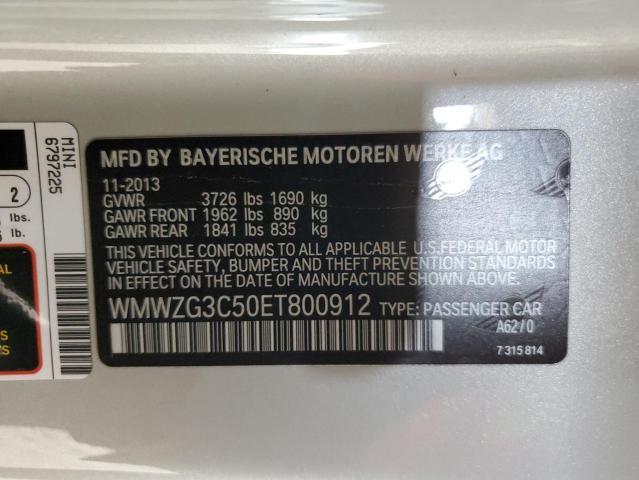 MFD BY BAYERISCHE MOTOREN WERKE AG
11-2013
GVWR 3726 lbs 1690 kg
GAWR FRONT 1962 lbs 890 kg
GAWR REAR 1841 lbs 835 kg
THIS VEHICLE CONFORMS TO ALL APPLICABLE U.S.FEDERAL MOTOR
VEHICLE SAFETY, BUMPER AND THEFT PREVENTION STANDARDS
IN EFFECT ON THE DATE OF MANUFACTURE SHOWN ABOVE.
WMWZG3C50ET800912 TYPE: PASSENGER CAR
A62/0
7 315 814
MINI
6797225
2
lbs.
lb.